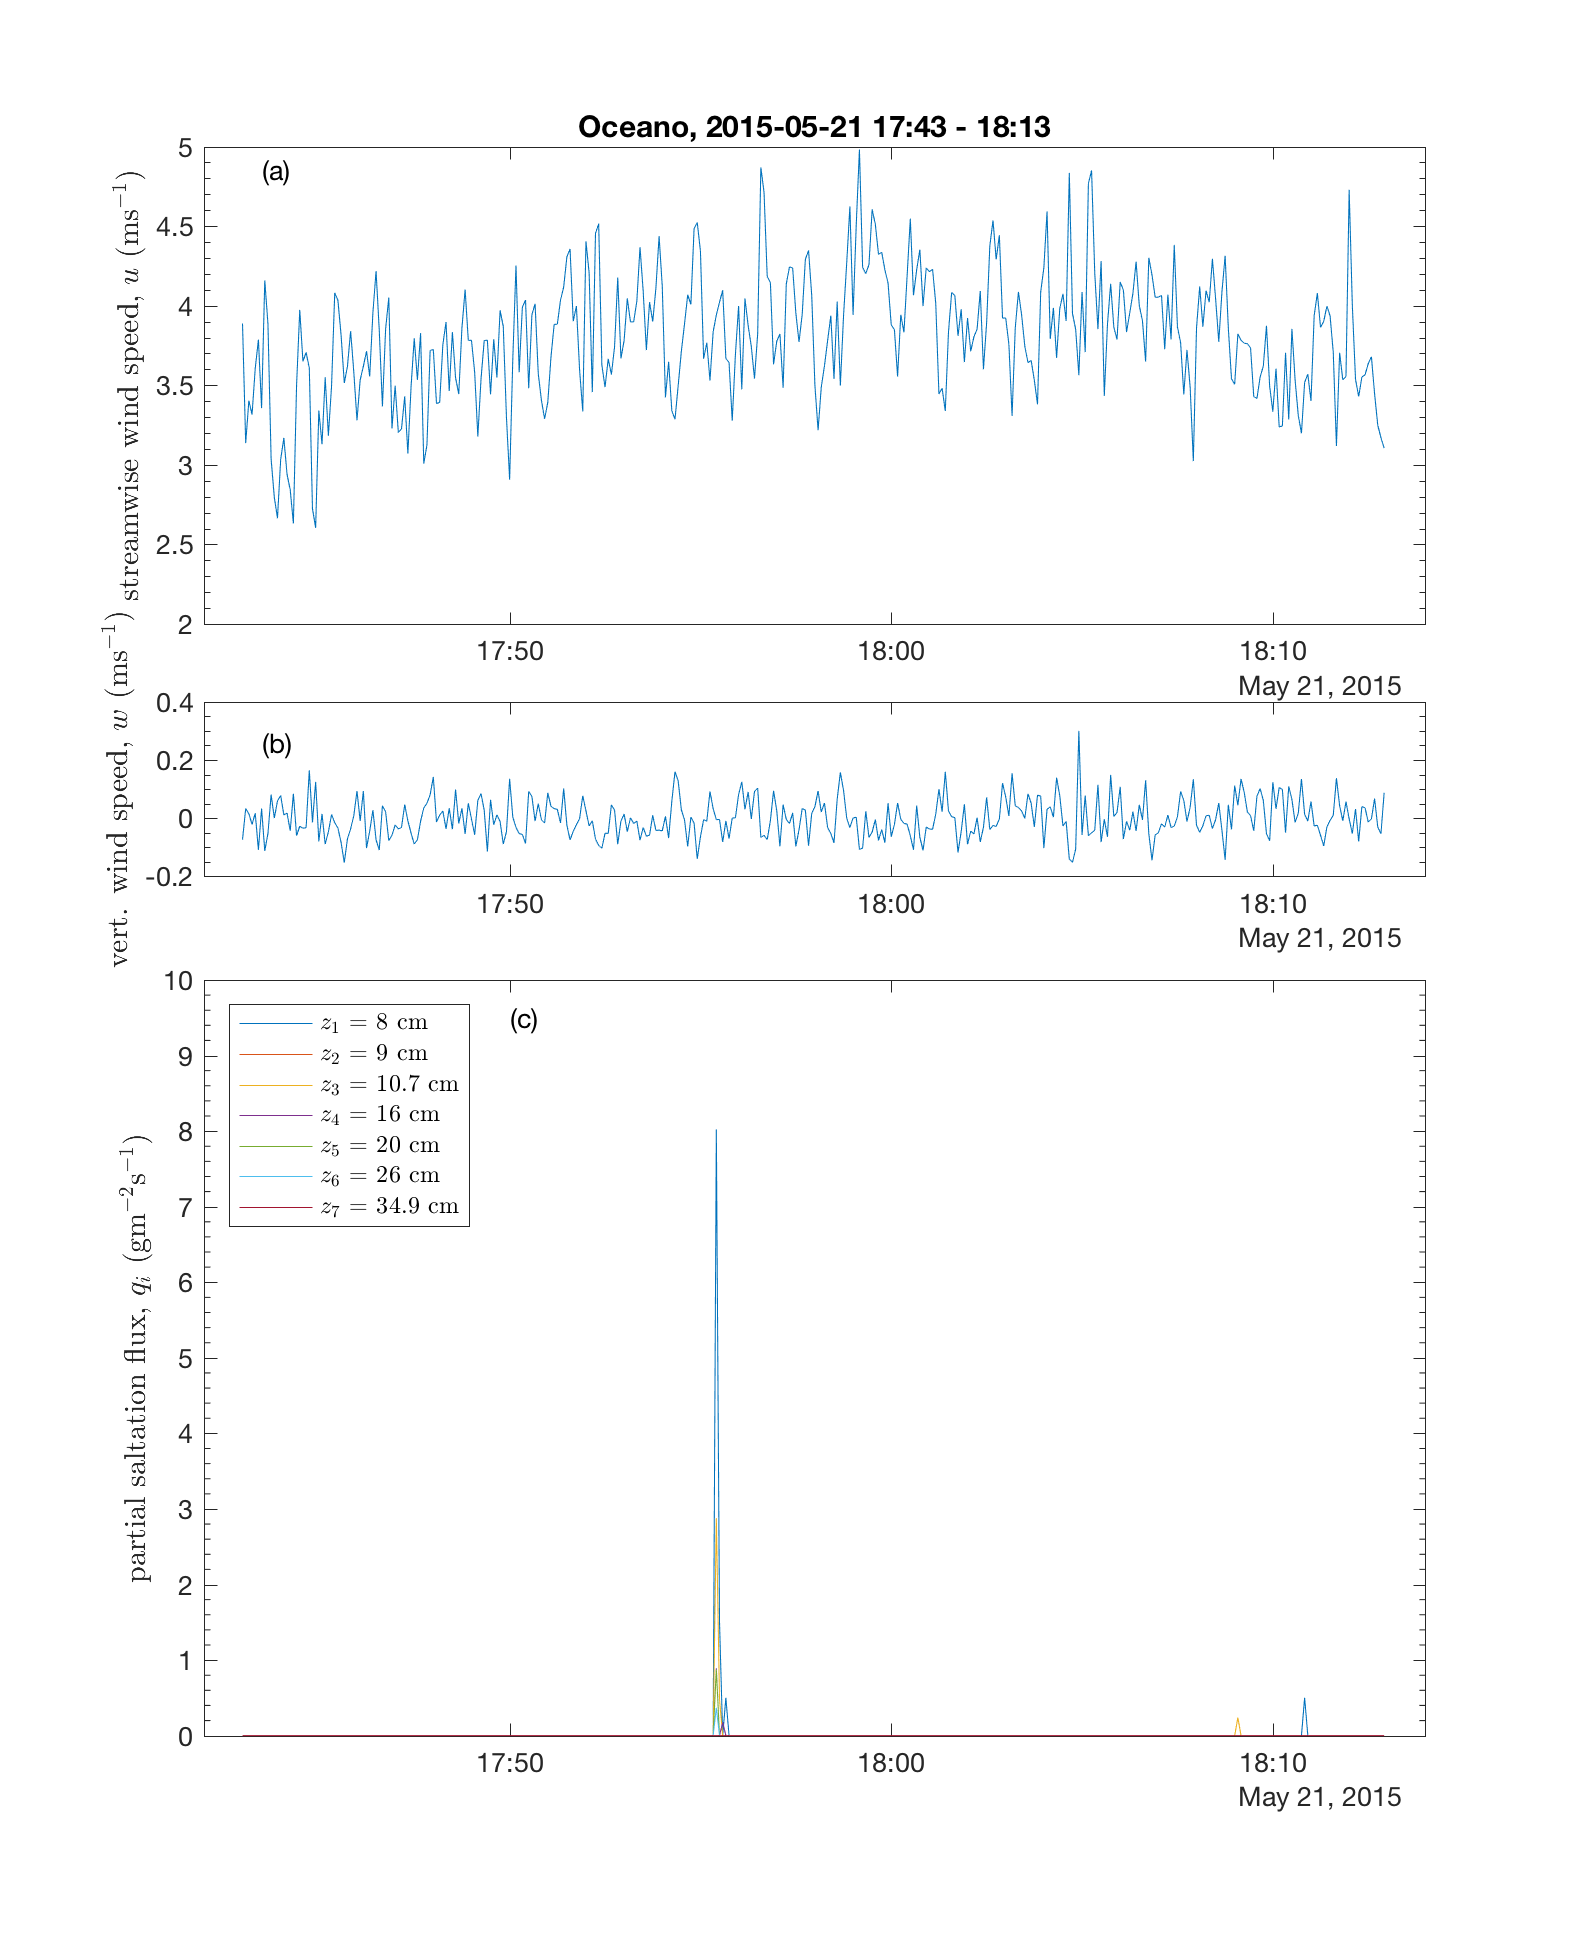 Oceano, 2015-05-21 17:43 - 18:13
(a)
streamwise wind speed, u (ms⁻¹)
5
4.5
4
3.5
3
2.5
2
17:50 18:00 18:10
May 21, 2015
(b)
vert. wind speed, w (ms⁻¹)
0.4
0.2
0
-0.2
17:50 18:00 18:10
May 21, 2015
(c)
partial saltation flux, qᵢ (gm⁻²s⁻¹)
10
9
8
7
6
5
4
3
2
1
0
z₁ = 8 cm
z₂ = 9 cm
z₃ = 10.7 cm
z₄ = 16 cm
z₅ = 20 cm
z₆ = 26 cm
z₇ = 34.9 cm
17:50 18:00 18:10
May 21, 2015